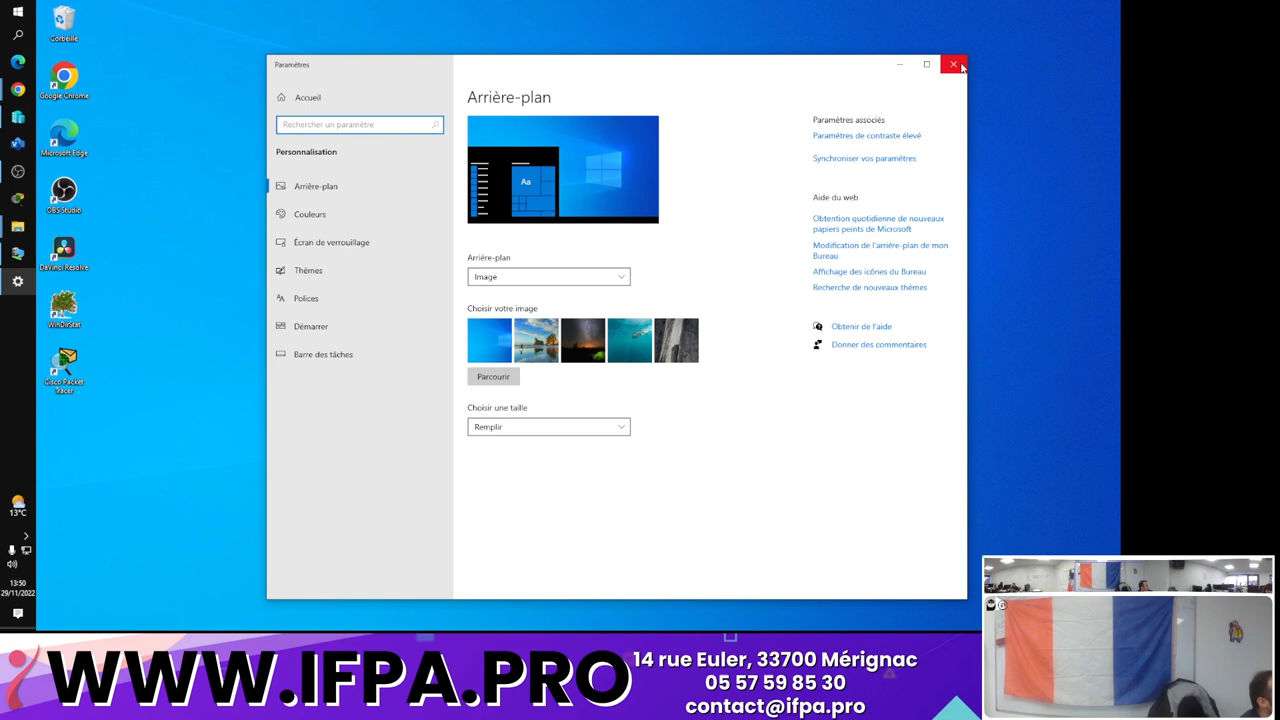 Corbeille
Google Chrome
Microsoft Edge
OBS Studio
DaVinci Resolve
WinDirStat
Cisco Packet
Tracer
13°C
13:50
29/11/2022
Paramètres
Accueil
Rechercher un paramètre
Personnalisation
Arrière-plan
Couleurs
Écran de verrouillage
Thèmes
Polices
Démarrer
Barre des tâches
Arrière-plan
Aa
Arrière-plan
Image
Choisir votre image
Parcourir
Choisir une taille
Remplir
Paramètres associés
Paramètres de contraste élevé
Synchroniser vos paramètres
Aide du web
Obtention quotidienne de nouveaux
papiers peints de Microsoft
Modification de l'arrière-plan de mon
Bureau
Affichage des icônes du Bureau
Recherche de nouveaux thèmes
Obtenir de l'aide
Donner des commentaires
WWW.IFPA.PRO
14 rue Euler, 33700 Mérignac
05 57 59 85 30
contact@ifpa.pro